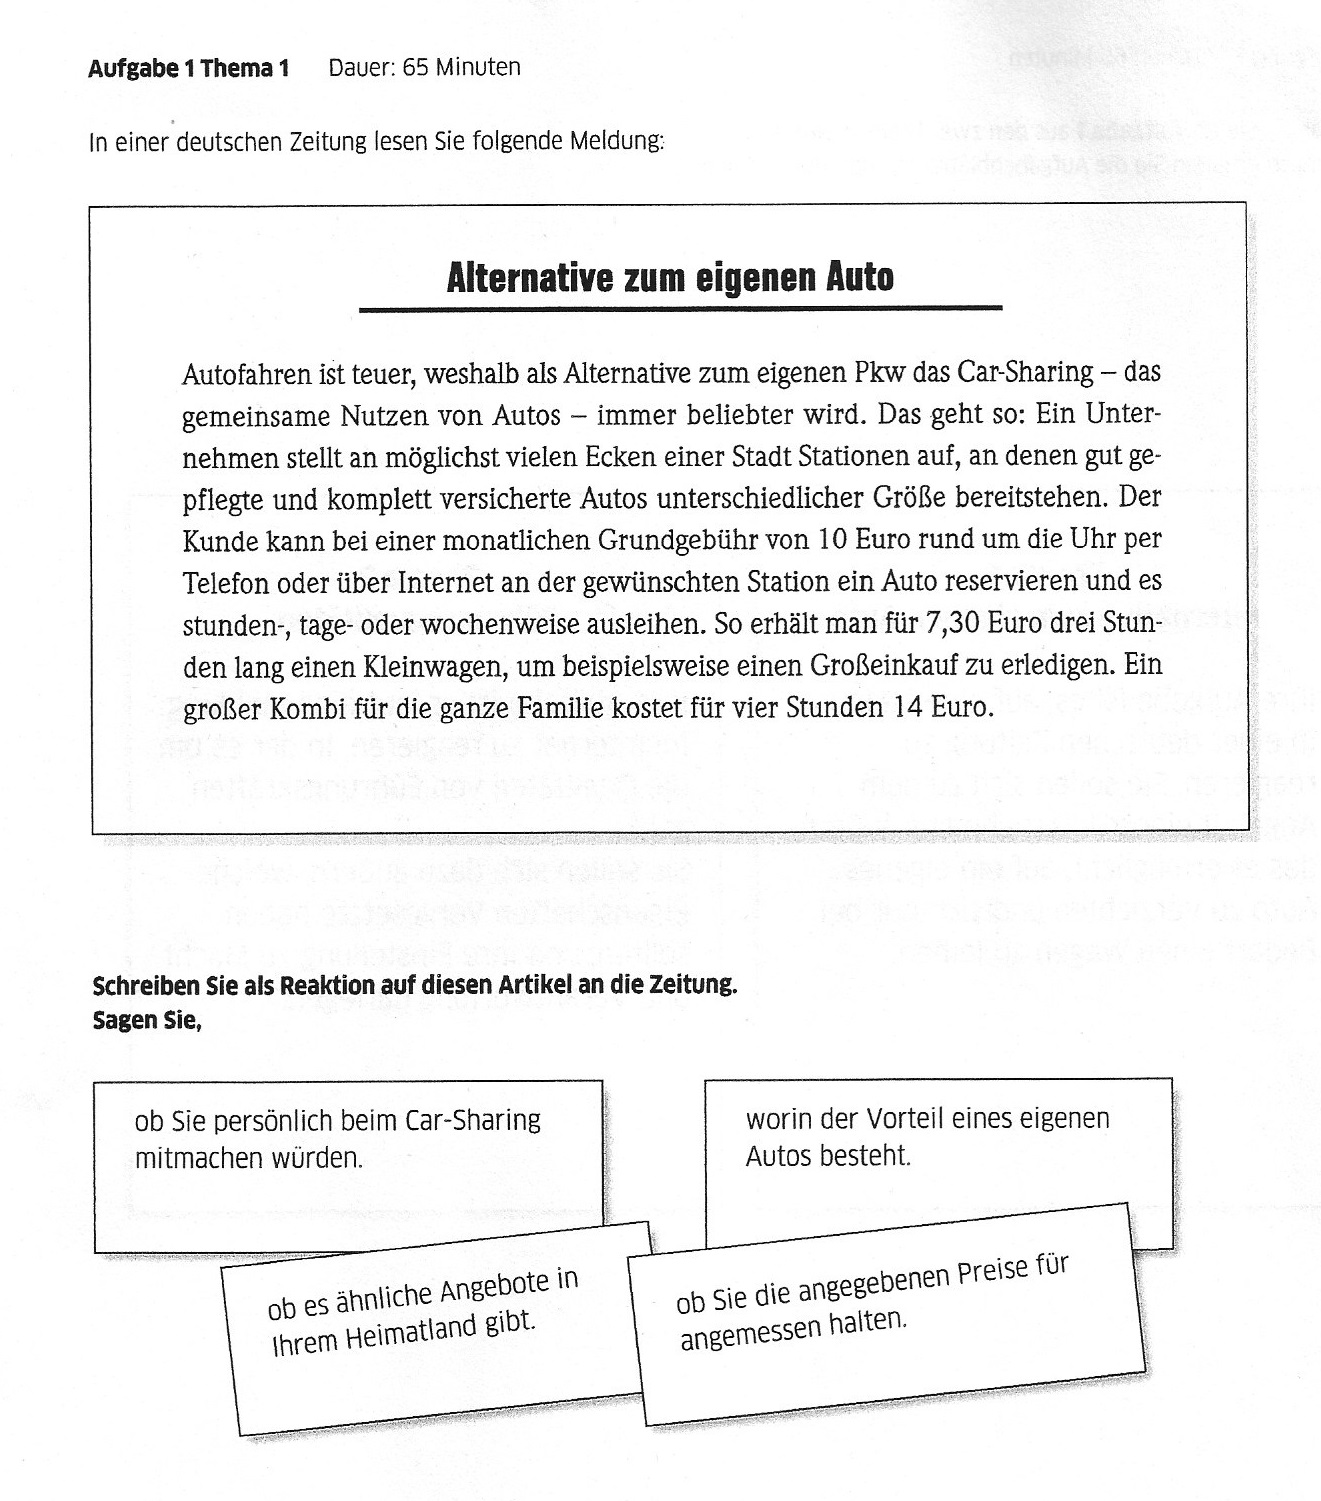 Aufgabe 1 Thema 1 Dauer: 65 Minuten
In einer deutschen Zeitung lesen Sie folgende Meldung:
Alternative zum eigenen Auto
Autofahren ist teuer, weshalb als Alternative zum eigenen Pkw das Car-Sharing – das
gemeinsame Nutzen von Autos – immer beliebter wird. Das geht so: Ein Unter-
nehmen stellt an möglichst vielen Ecken einer Stadt Stationen auf, an denen gut ge-
pflegte und komplett versicherte Autos unterschiedlicher Größe bereitstehen. Der
Kunde kann bei einer monatlichen Grundgebühr von 10 Euro rund um die Uhr per
Telefon oder über Internet an der gewünschten Station ein Auto reservieren und es
stunden-, tage- oder wochenweise ausleihen. So erhält man für 7,30 Euro drei Stun-
den lang einen Kleinwagen, um beispielsweise einen Großeinkauf zu erledigen. Ein
großer Kombi für die ganze Familie kostet für vier Stunden 14 Euro.
Schreiben Sie als Reaktion auf diesen Artikel an die Zeitung.
Sagen Sie,
ob Sie persönlich beim Car-Sharing
mitmachen würden.
worin der Vorteil eines eigenen
Autos besteht.
ob es ähnliche Angebote in
Ihrem Heimatland gibt.
ob Sie die angegebenen Preise für
angemessen halten.